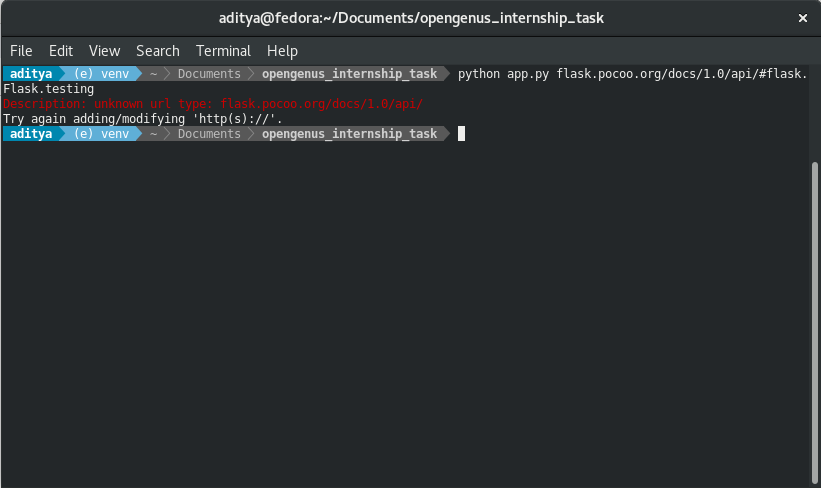 aditya@fedora:~/Documents/opengenus_internship_task ×
File Edit View Search Terminal Help
aditya (e) venv ~ Documents opengenus_internship_task python app.py flask.pocoo.org/docs/1.0/api/#flask.
Flask.testing
Description: unknown url type: flask.pocoo.org/docs/1.0/api/
Try again adding/modifying 'http(s)://'.
aditya (e) venv ~ Documents opengenus_internship_task